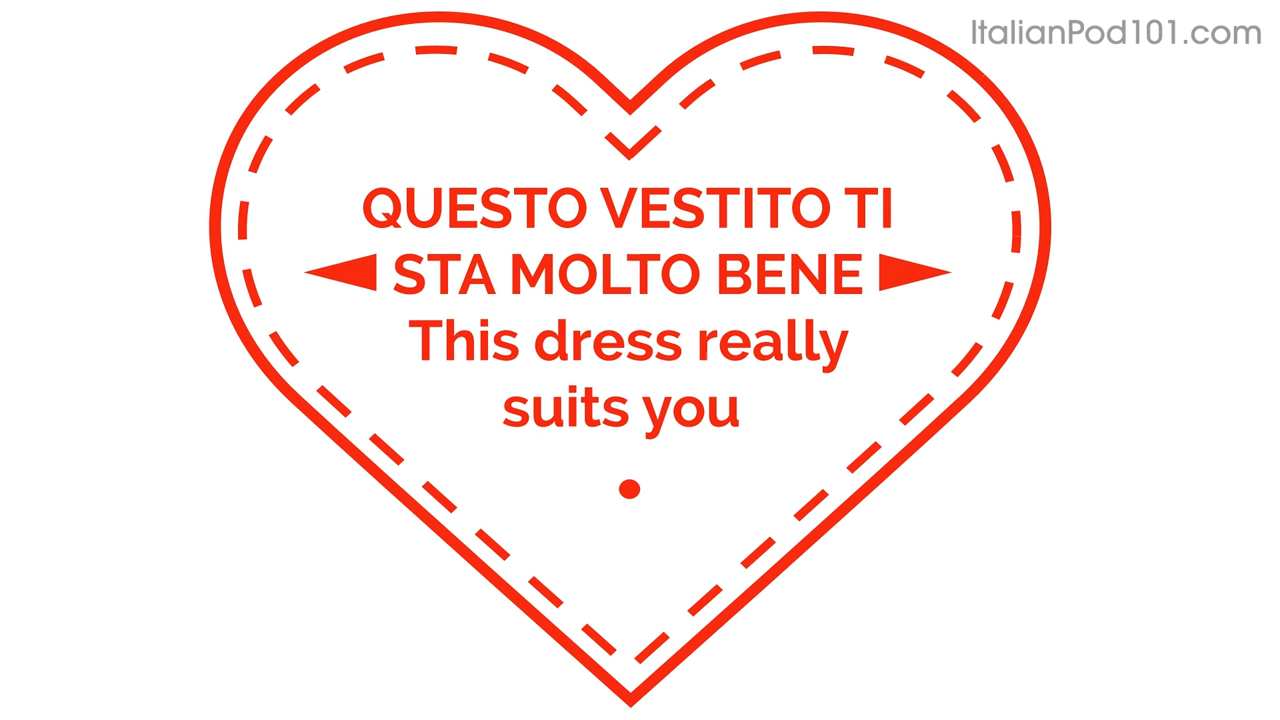 ItalianPod101.com
QUESTO VESTITO TI
STA MOLTO BENE
This dress really
suits you